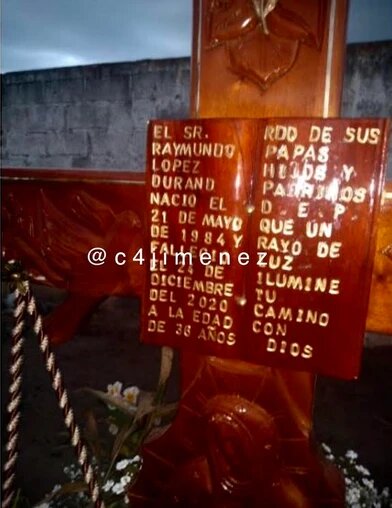 EL SR.
RAYMUNDO
LOPEZ
DURAND
NACIO EL
21 DE MAYO
DE 1984 Y
FALLECIO
EL 24 DE
DICIEMBRE
DEL 2020
A LA EDAD
DE 36 AÑOS
RDO DE SUS
PAPAS
HIJOS Y
PADRINOS
D E P
QUE UN
RAYO DE
LUZ
ILUMINE
TU
CAMINO
CON
DIOS
@c4jimenez